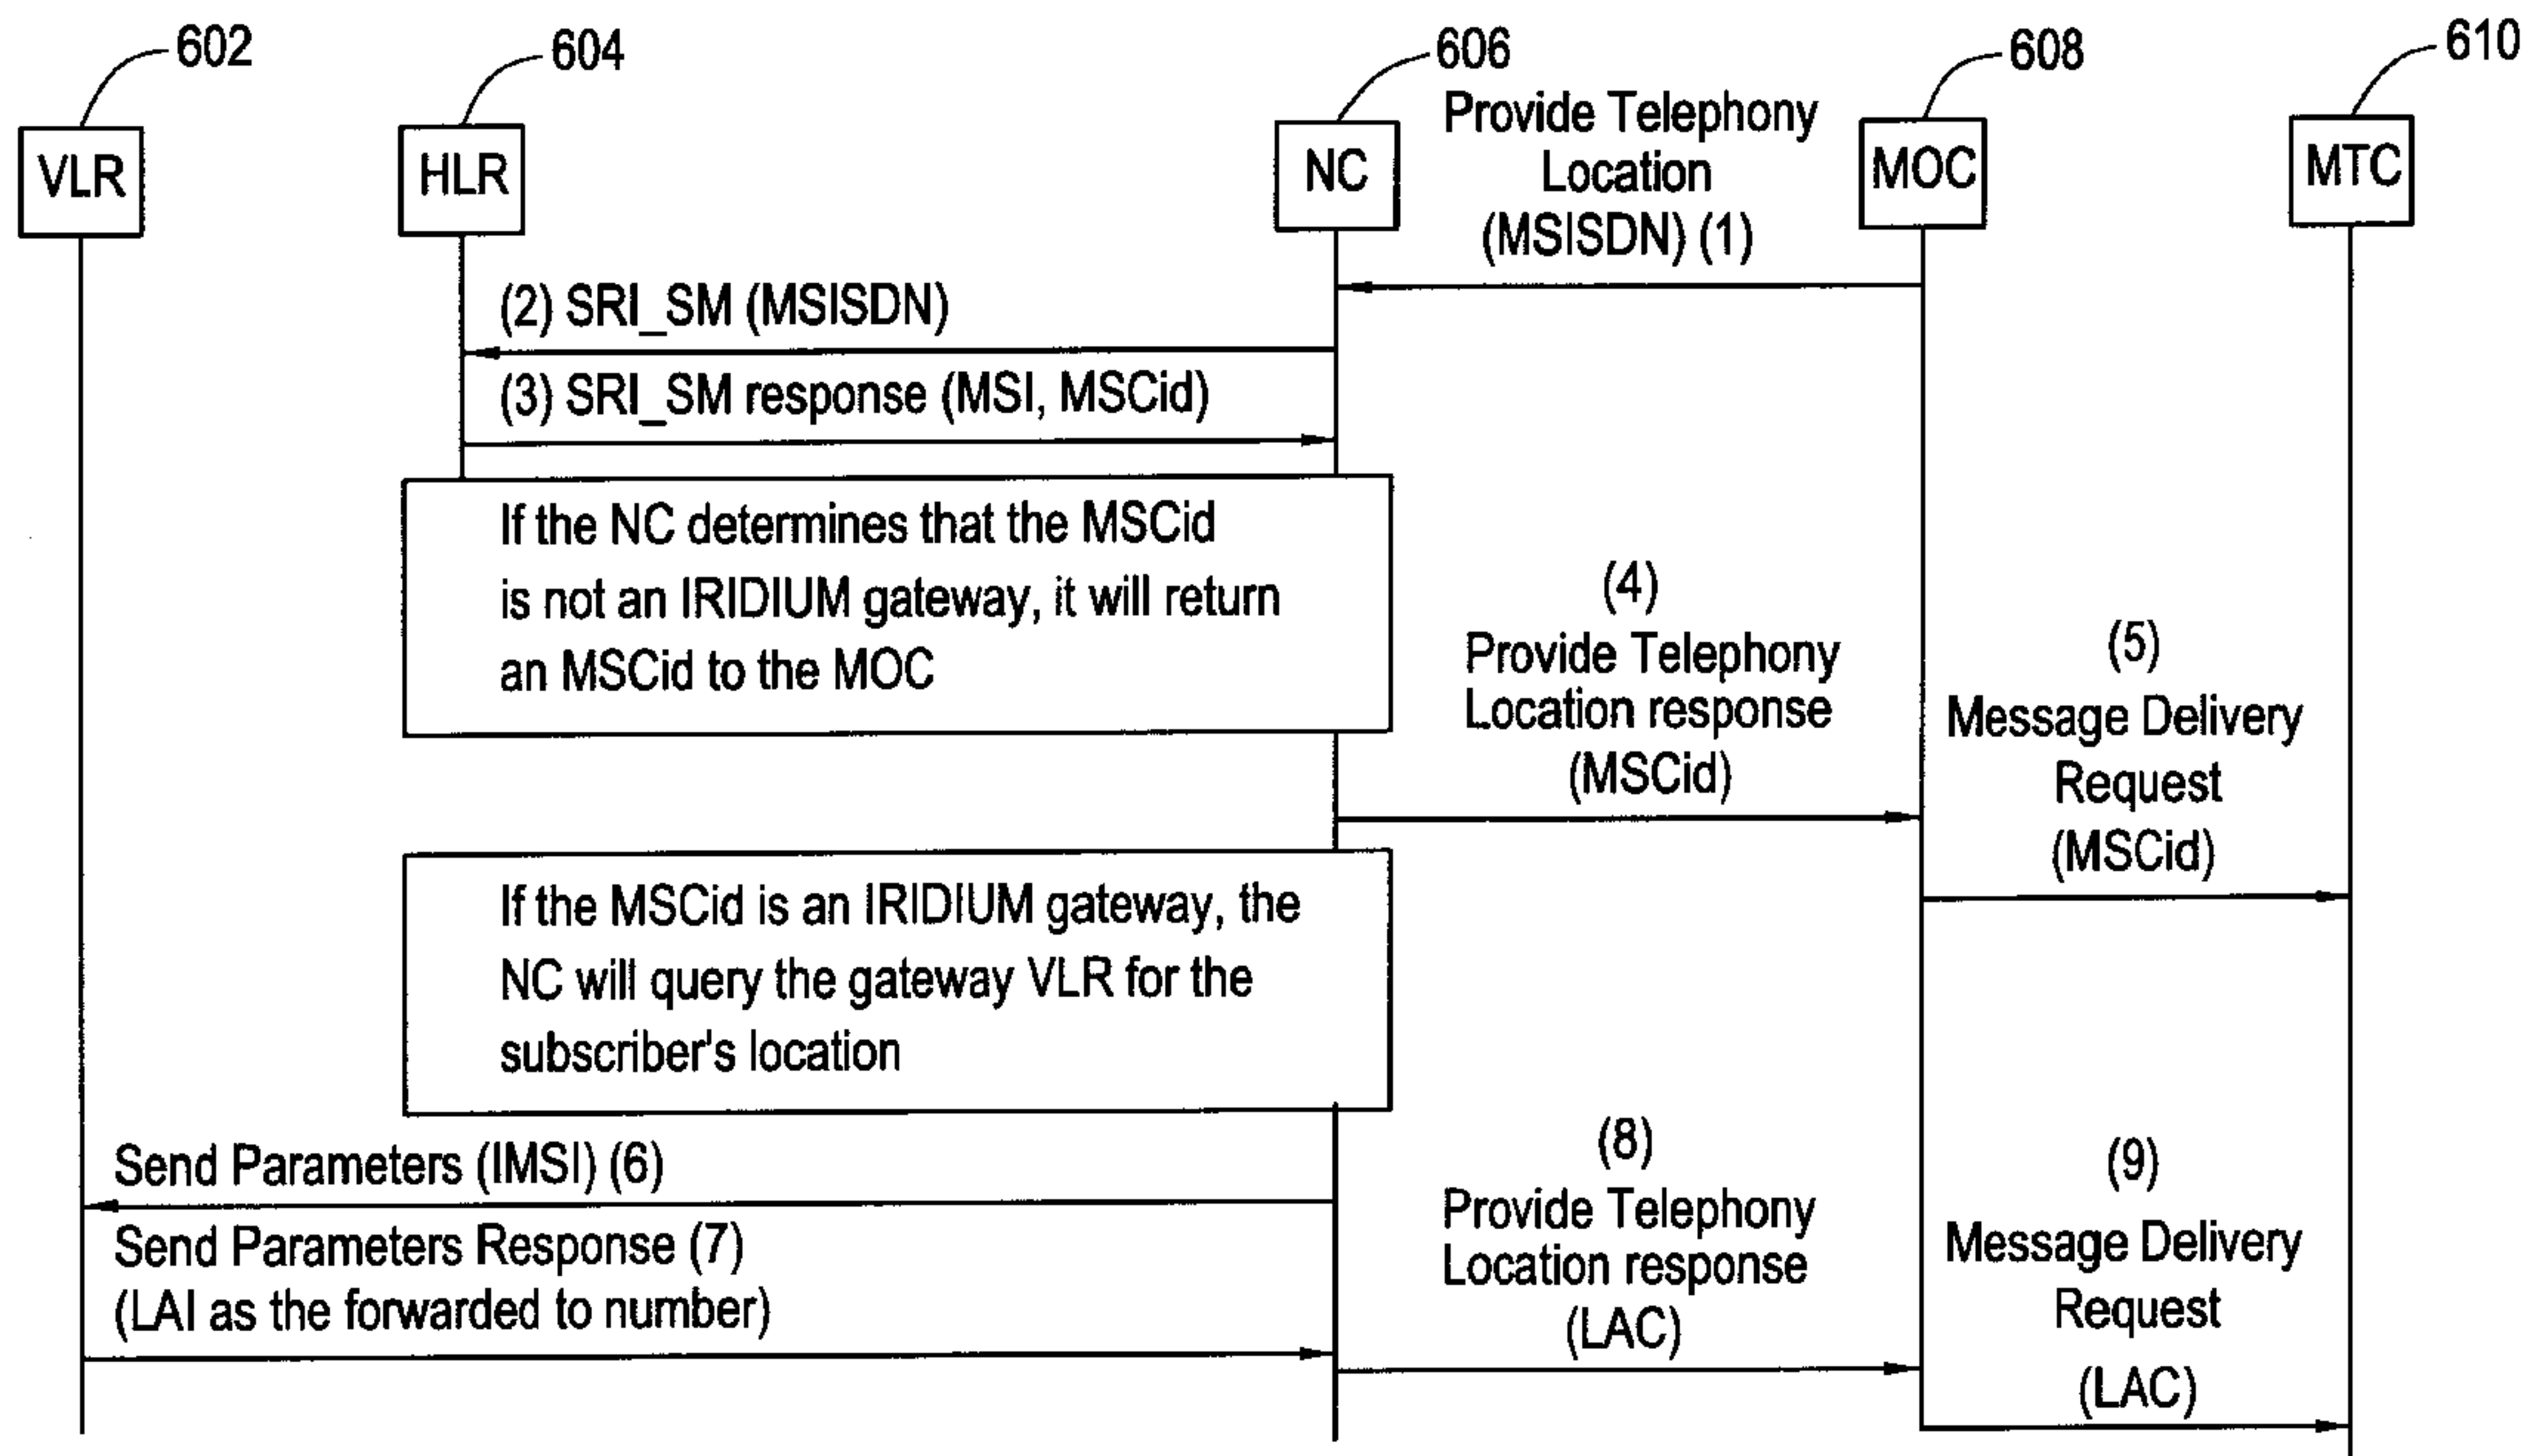 602
604
606
608
610
VLR
HLR
NC
MOC
MTC
Provide Telephony
Location
(MSISDN) (1)
(2) SRI_SM (MSISDN)
(3) SRI_SM response (MSI, MSCid)
If the NC determines that the MSCid
is not an IRIDIUM gateway, it will return
an MSCid to the MOC
(4)
Provide Telephony
Location response
(MSCid)
(5)
Message Delivery
Request
(MSCid)
If the MSCid is an IRIDIUM gateway, the
NC will query the gateway VLR for the
subscriber's location
Send Parameters (IMSI) (6)
Send Parameters Response (7)
(LAI as the forwarded to number)
(8)
Provide Telephony
Location response
(LAC)
(9)
Message Delivery
Request
(LAC)